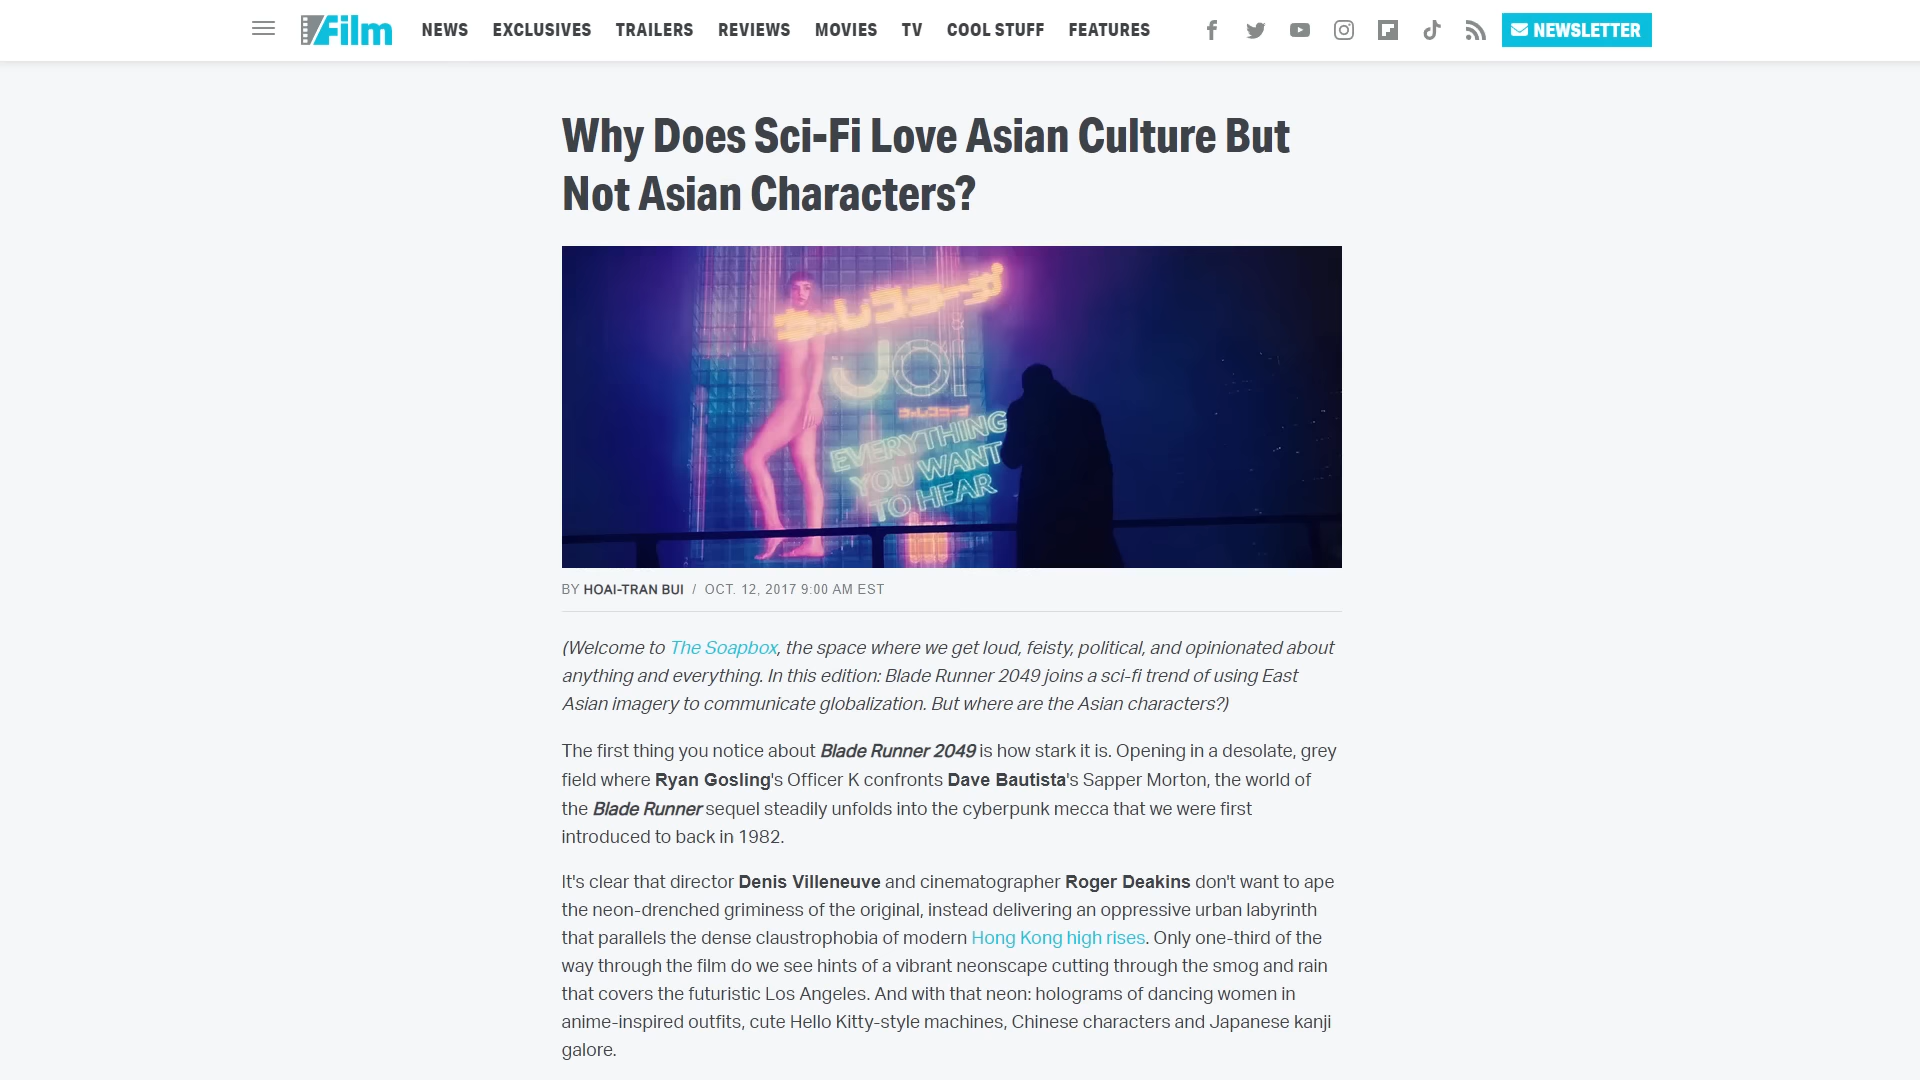 /Film NEWS EXCLUSIVES TRAILERS REVIEWS MOVIES TV COOL STUFF FEATURES NEWSLETTER
Why Does Sci-Fi Love Asian Culture But
Not Asian Characters?
JOI
EVERYTHING
YOU WANT
TO HEAR
BY HOAI-TRAN BUI / OCT. 12, 2017 9:00 AM EST
(Welcome to The Soapbox, the space where we get loud, feisty, political, and opinionated about
anything and everything. In this edition: Blade Runner 2049 joins a sci-fi trend of using East
Asian imagery to communicate globalization. But where are the Asian characters?)
The first thing you notice about Blade Runner 2049 is how stark it is. Opening in a desolate, grey
field where Ryan Gosling's Officer K confronts Dave Bautista's Sapper Morton, the world of
the Blade Runner sequel steadily unfolds into the cyberpunk mecca that we were first
introduced to back in 1982.
It's clear that director Denis Villeneuve and cinematographer Roger Deakins don't want to ape
the neon-drenched griminess of the original, instead delivering an oppressive urban labyrinth
that parallels the dense claustrophobia of modern Hong Kong high rises. Only one-third of the
way through the film do we see hints of a vibrant neonscape cutting through the smog and rain
that covers the futuristic Los Angeles. And with that neon: holograms of dancing women in
anime-inspired outfits, cute Hello Kitty-style machines, Chinese characters and Japanese kanji
galore.